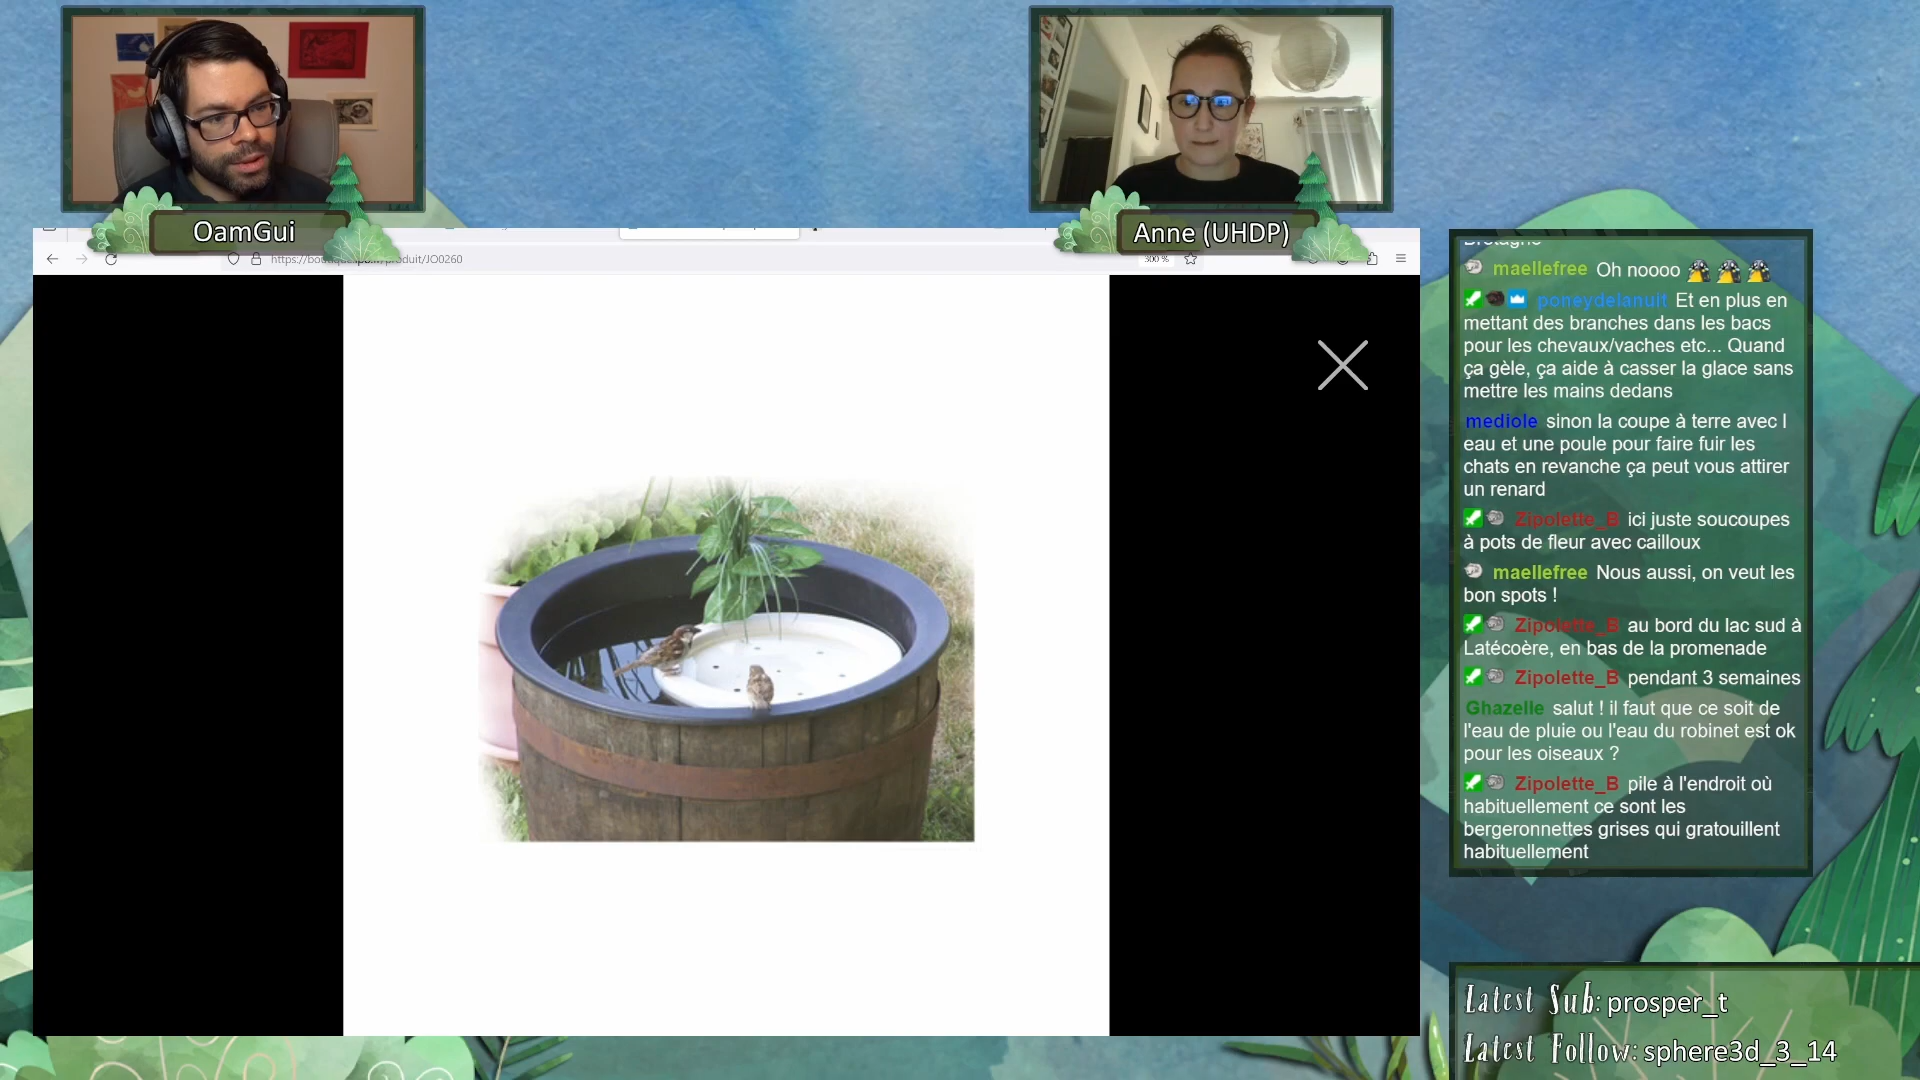 OamGui
Anne (UHDP)
produit/JO0260
300 %
maellefree Oh noooo
poneydelanuit Et en plus en
mettant des branches dans les bacs
pour les chevaux/vaches etc... Quand
ça gèle, ça aide à casser la glace sans
mettre les mains dedans
mediole sinon la coupe à terre avec l
eau et une poule pour faire fuir les
chats en revanche ça peut vous attirer
un renard
Zipolette_B ici juste soucoupes
à pots de fleur avec cailloux
maellefree Nous aussi, on veut les
bon spots !
Zipolette_B au bord du lac sud à
Latécoère, en bas de la promenade
Zipolette_B pendant 3 semaines
Ghazelle salut ! il faut que ce soit de
l'eau de pluie ou l'eau du robinet est ok
pour les oiseaux ?
Zipolette_B pile à l'endroit où
habituellement ce sont les
bergeronnettes grises qui gratouillent
habituellement
Latest Sub: prosper_t
Latest Follow: sphere3d_3_14